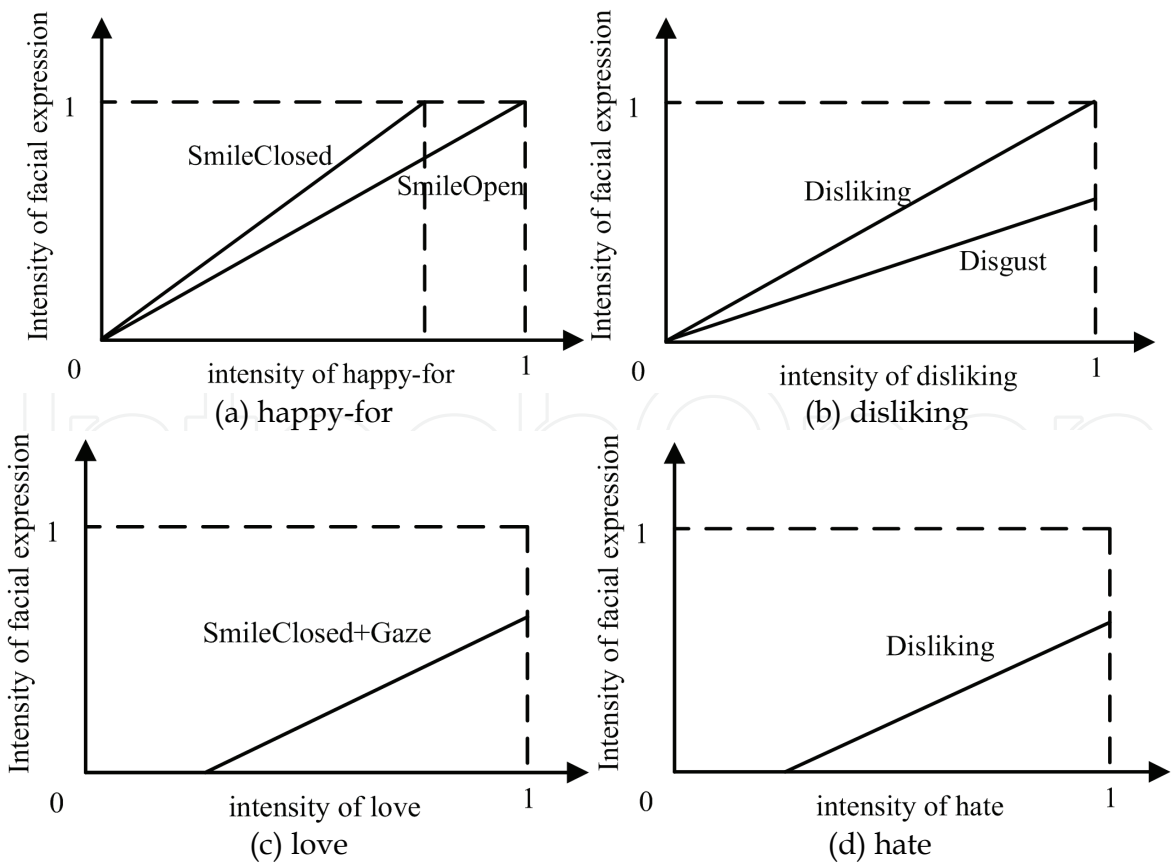 Intensity of facial expression
1
SmileClosed
SmileOpen
0
1
intensity of happy-for
(a) happy-for
Intensity of facial expression
1
Disliking
Disgust
0
1
intensity of disliking
(b) disliking
Intensity of facial expression
1
SmileClosed+Gaze
0
1
intensity of love
(c) love
Intensity of facial expression
1
Disliking
0
1
intensity of hate
(d) hate